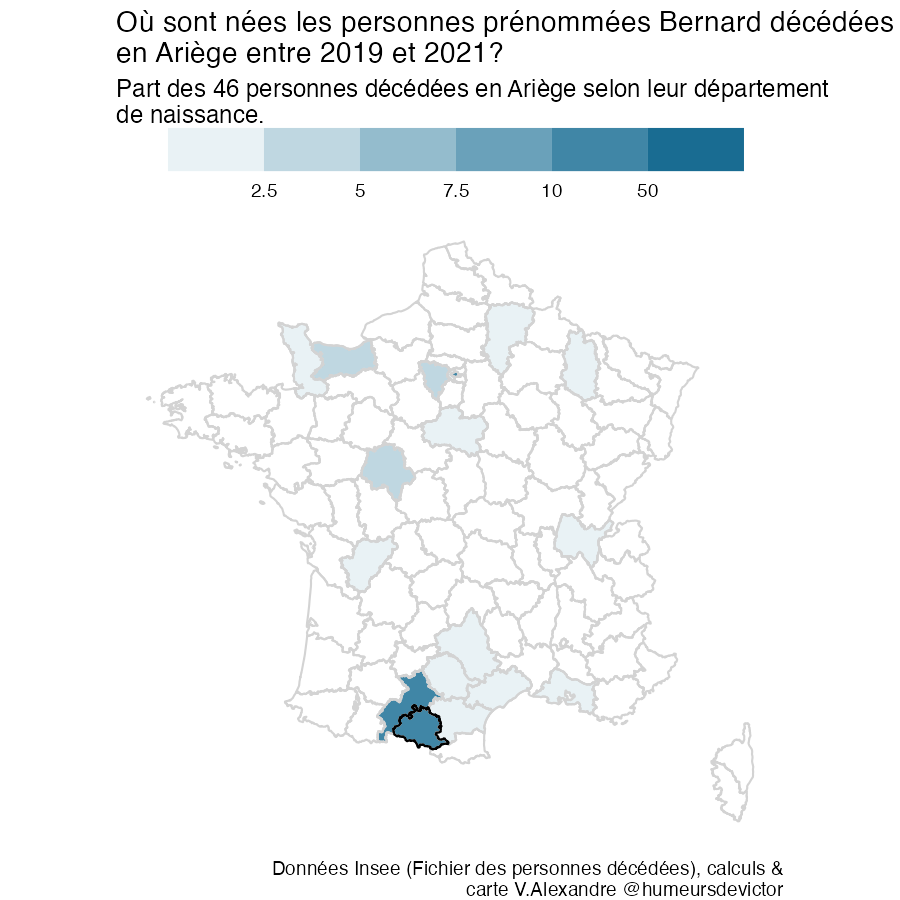 Où sont nées les personnes prénommées Bernard décédées
en Ariège entre 2019 et 2021?
Part des 46 personnes décédées en Ariège selon leur département
de naissance.
2.5 5 7.5 10 50
Données Insee (Fichier des personnes décédées), calculs &
carte V.Alexandre @humeursdevictor